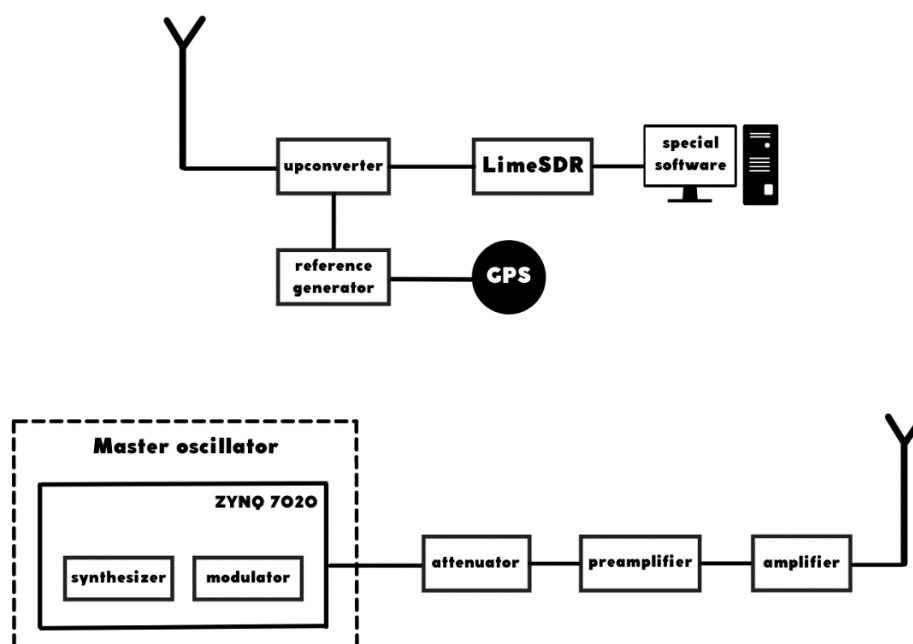 upconverter
LimeSDR
special
software
reference
generator
GPS
Master oscillator
ZYNQ 7020
synthesizer
modulator
attenuator
preamplifier
amplifier